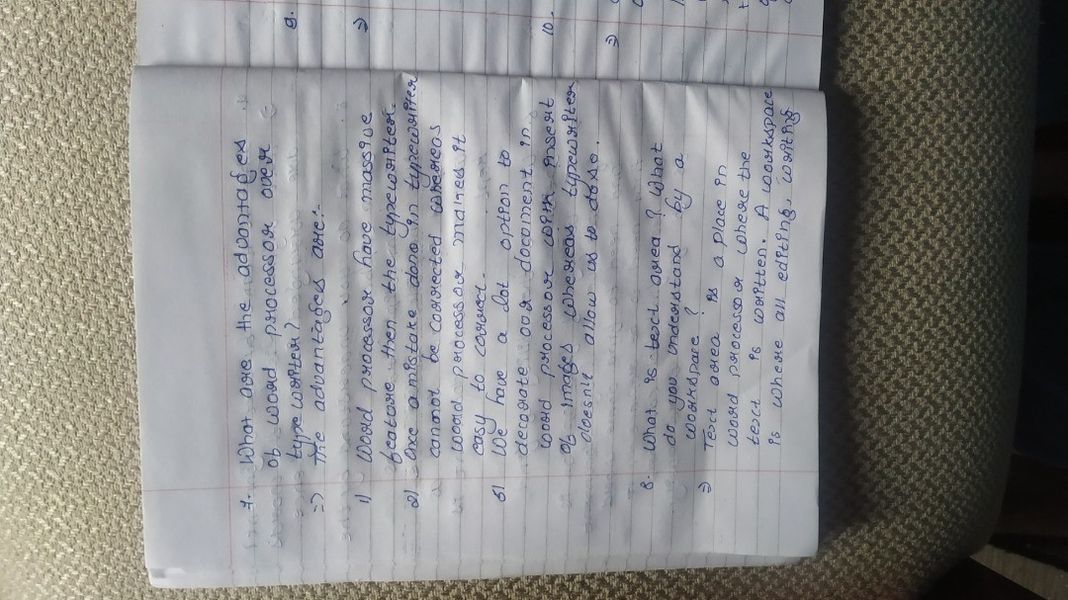 7. What are the advantages
of word processor over
typewriter?
=> The advantages are:-
1) Word processor have massive
feature then the typewriter.
2) One a mistake done in typewriter
cannot be corrected whereas
word processor makes it
easy to correct.
3) We have a lot option to
decorate our document in
word processor with insert
of images whereas typewriter
doesn't allow us to doso.
8. What is text area? What
do you understand by a
workspace?
=> Text area is a place in
word processor where the
text is written. A workspace
is where all editing, writing
9.
=>
10.
=>